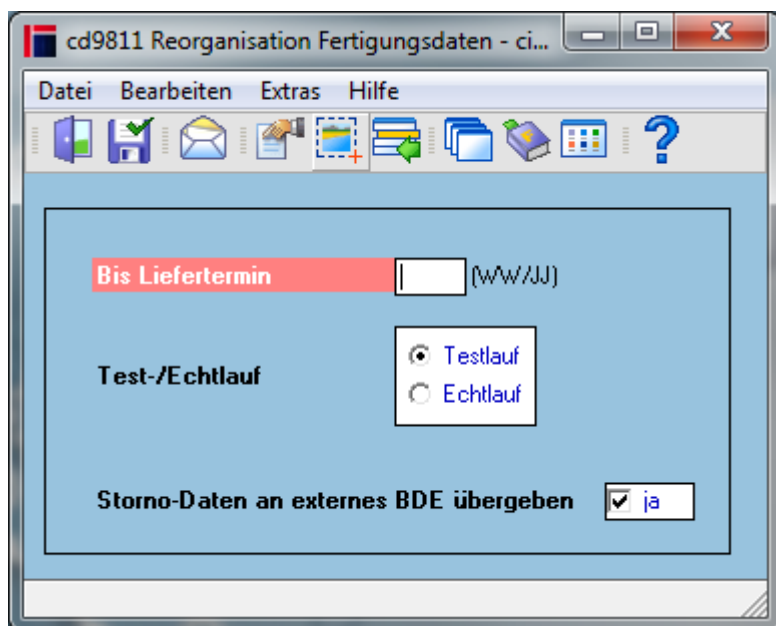 cd9811 Reorganisation Fertigungsdaten - ci...
Datei Bearbeiten Extras Hilfe
Bis Liefertermin (WW/JJ)
Testlauf
Test-/Echtlauf
Echtlauf
Storno-Daten an externes BDE übergeben ja